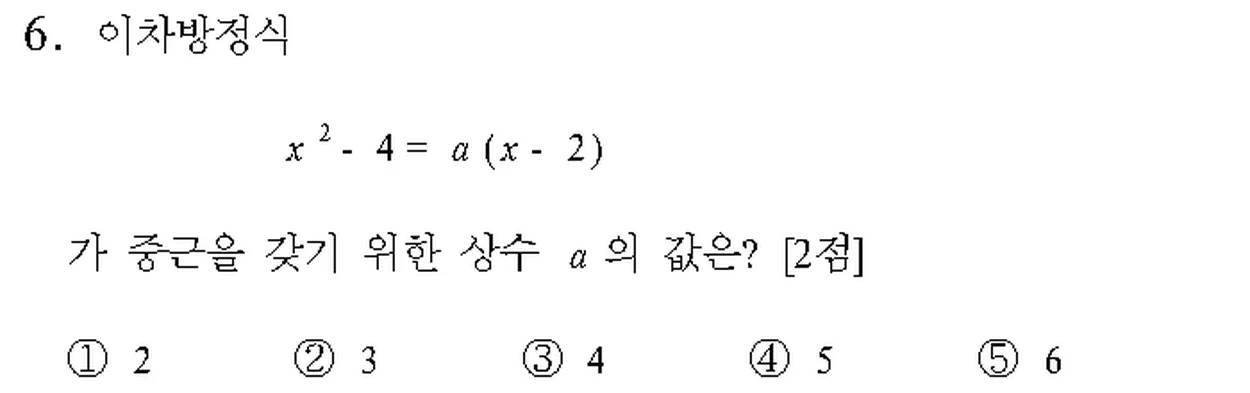 6. 이차방정식
x² - 4 = a (x - 2)
가 중근을 갖기 위한 상수 a 의 값은? [2점]
① 2 ② 3 ③ 4 ④ 5 ⑤ 6